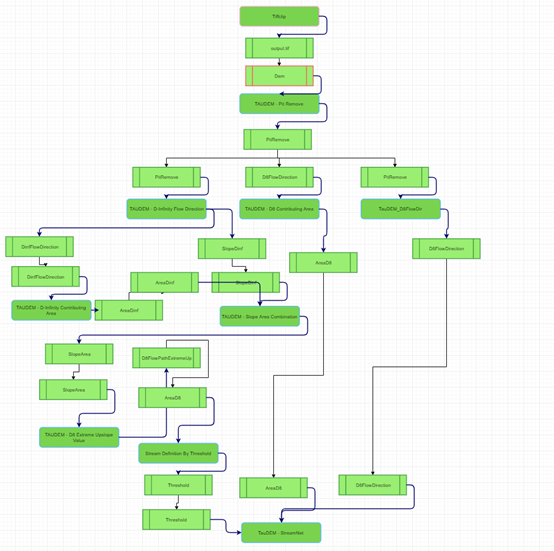 Tiffclip
output.tif
Dem
TAUDEM - Pit Remove
PitRemove
PitRemove
D8FlowDirection
PitRemove
TAUDEM - D-Infinity Flow Direction
TAUDEM - D8 Contributing Area
TauDEM_D8FlowDir
DinfFlowDirection
SlopeDinf
D8FlowDirection
AreaD8
DinfFlowDirection
AreaDinf
SlopeDinf
TAUDEM - D-Infinity Contributing
Area
AreaDinf
TAUDEM - Slope Area Combination
SlopeArea
D8FlowPathExtremeUp
SlopeArea
AreaD8
TAUDEM - D8 Extreme Upslope
Value
Stream Definition By Threshold
Threshold
AreaD8
D8FlowDirection
Threshold
TauDEM - StreamNet